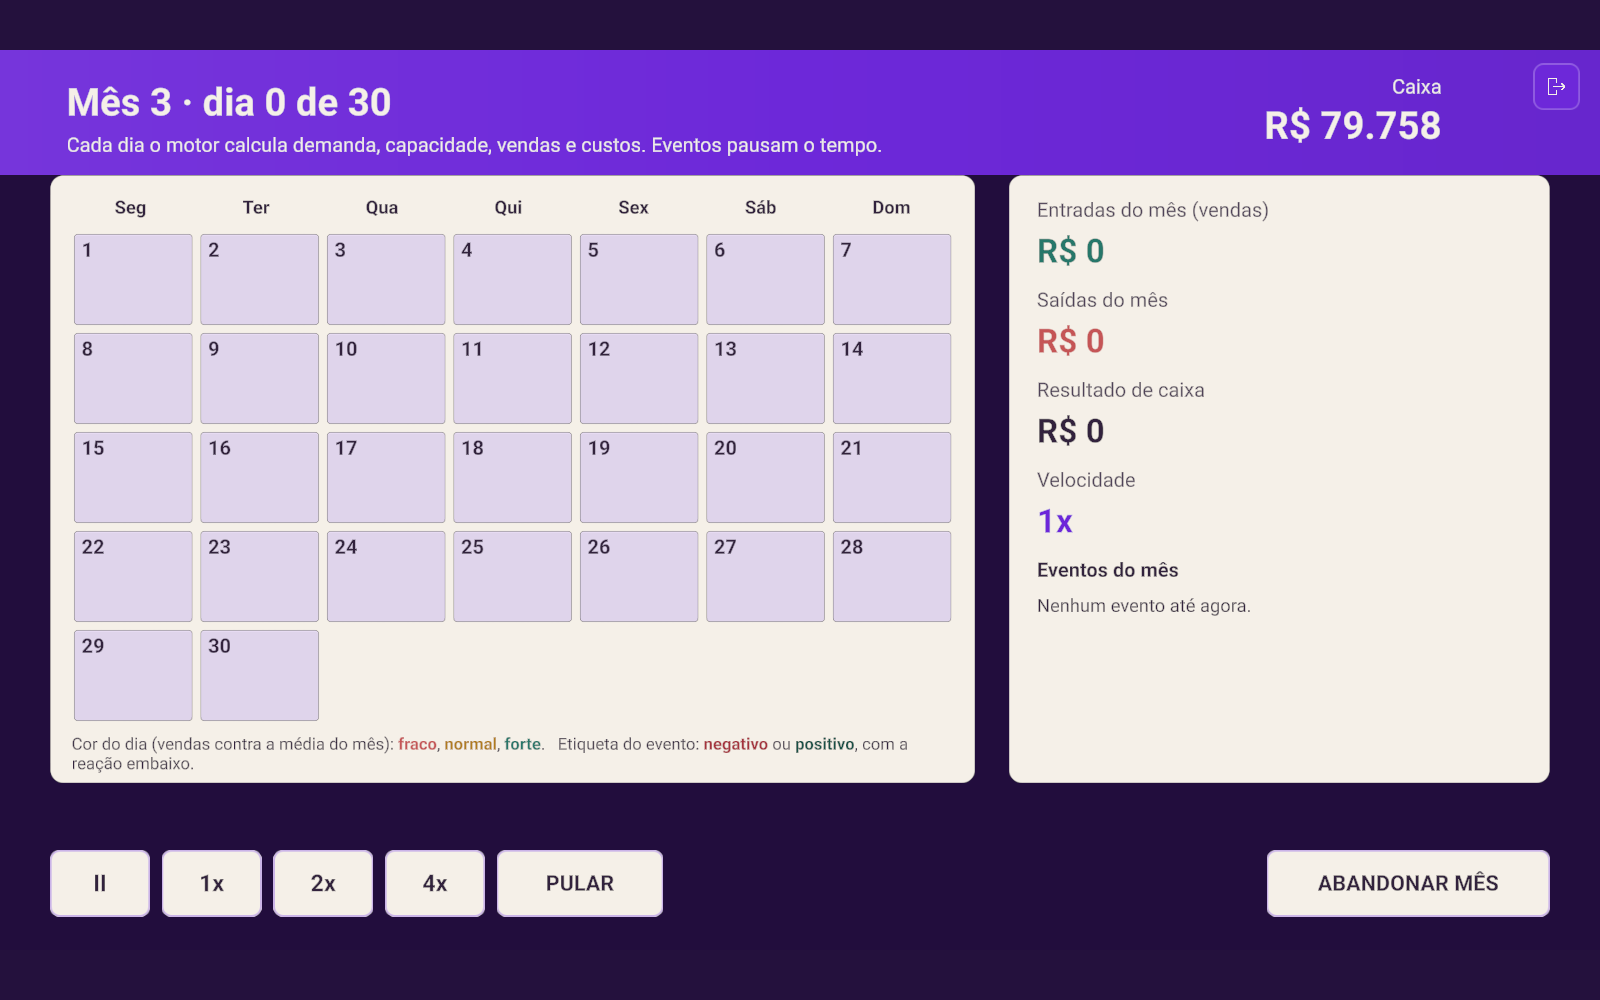 Mês 3 · dia 0 de 30
Cada dia o motor calcula demanda, capacidade, vendas e custos. Eventos pausam o tempo.
Caixa
R$ 79.758
Seg Ter Qua Qui Sex Sáb Dom
1 2 3 4 5 6 7
8 9 10 11 12 13 14
15 16 17 18 19 20 21
22 23 24 25 26 27 28
29 30
Cor do dia (vendas contra a média do mês): fraco, normal, forte. Etiqueta do evento: negativo ou positivo, com a
reação embaixo.
Entradas do mês (vendas)
R$ 0
Saídas do mês
R$ 0
Resultado de caixa
R$ 0
Velocidade
1x
Eventos do mês
Nenhum evento até agora.
II 1x 2x 4x PULAR
ABANDONAR MÊS